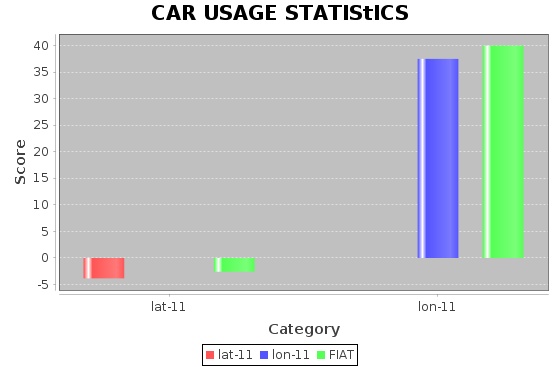 CAR USAGE STATIStICS
40
35
30
25
20
15
10
5
0
-5
Score
lat-11 lon-11
Category
lat-11 lon-11 FIAT